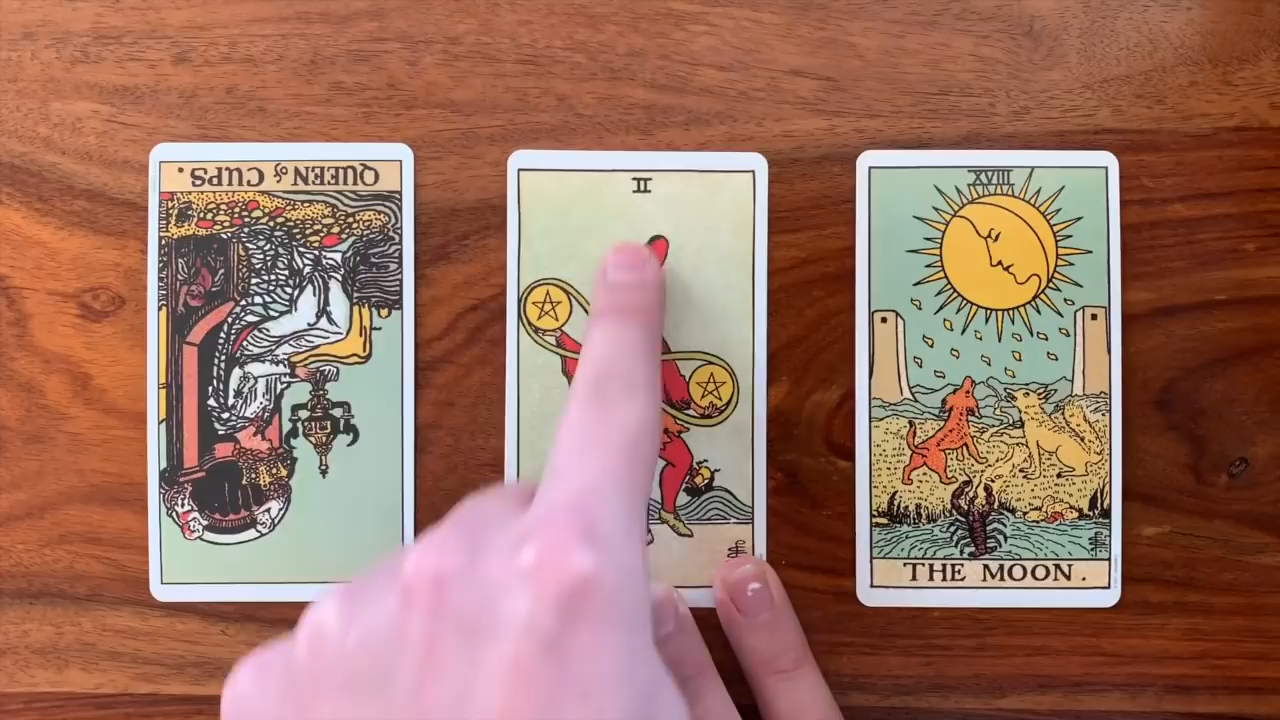 QUEEN of CUPS.
II
XVIII
THE MOON.